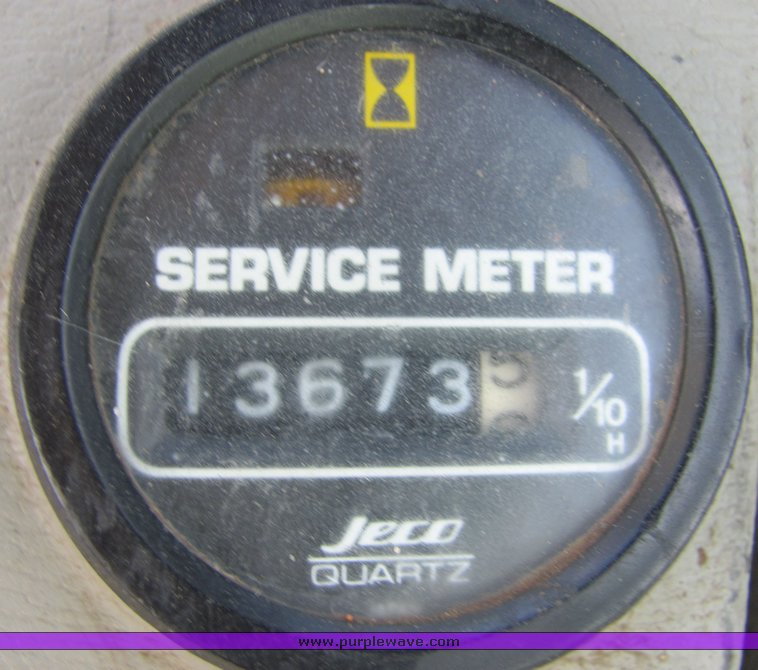 SERVICE METER
13673 1/10
H
Jeco
QUARTZ
www.purplewave.com